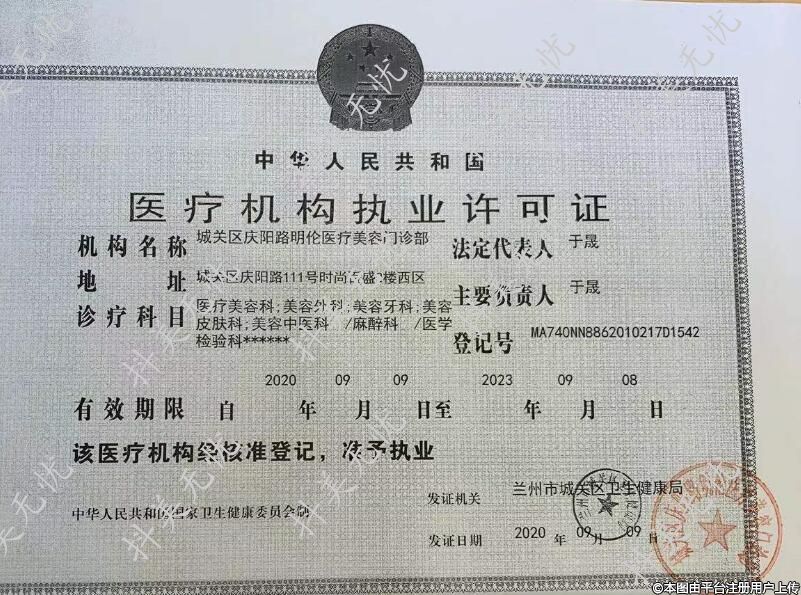 中华人民共和国
医疗机构执业许可证
机构名称 城关区庆阳路明伦医疗美容门诊部
法定代表人 于晟
地 址 城关区庆阳路111号时尚 盛 楼西区
主要负责人 于晟
诊疗科目 医疗美容科;美容外科;美容牙科;美容
皮肤科;美容中医科 /麻醉科 /医学
检验科******
登记号 MA740NN8862010217D1542
2020 09 09 2023 09 08
有效期限 自 年 月 日至 年 月 日
该医疗机构经核准登记，准予执业
发证机关 兰州市城关区卫生健康局
中华人民共和国国家卫生健康委员会制
发证日期 2020 年 09 月 09 日
抖美无忧
©本图由平台注册用户上传